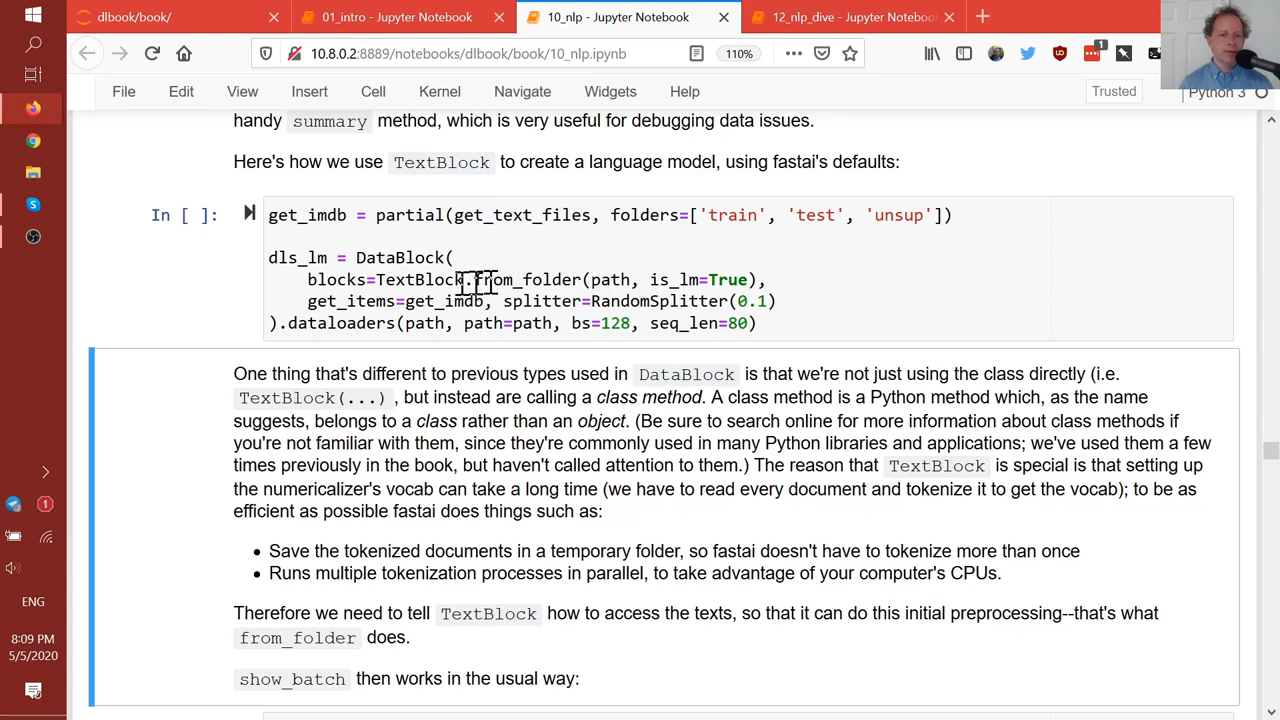 dlbook/book/
01_intro - Jupyter Notebook
10_nlp - Jupyter Notebook
12_nlp_dive - Jupyter Notebook
10.8.0.2:8889/notebooks/dlbook/book/10_nlp.ipynb
110%
1
File Edit View Insert Cell Kernel Navigate Widgets Help
Trusted
Python 3
handy summary method, which is very useful for debugging data issues.
Here's how we use TextBlock to create a language model, using fastai's defaults:
In [ ]:
get_imdb = partial(get_text_files, folders=['train', 'test', 'unsup'])
dls_lm = DataBlock(
blocks=TextBlock.from_folder(path, is_lm=True),
get_items=get_imdb, splitter=RandomSplitter(0.1)
).dataloaders(path, path=path, bs=128, seq_len=80)
One thing that's different to previous types used in DataBlock is that we're not just using the class directly (i.e.
TextBlock(...), but instead are calling a class method. A class method is a Python method which, as the name
suggests, belongs to a class rather than an object. (Be sure to search online for more information about class methods if
you're not familiar with them, since they're commonly used in many Python libraries and applications; we've used them a few
times previously in the book, but haven't called attention to them.) The reason that TextBlock is special is that setting up
the numericalizer's vocab can take a long time (we have to read every document and tokenize it to get the vocab); to be as
efficient as possible fastai does things such as:
• Save the tokenized documents in a temporary folder, so fastai doesn't have to tokenize more than once
• Runs multiple tokenization processes in parallel, to take advantage of your computer's CPUs.
Therefore we need to tell TextBlock how to access the texts, so that it can do this initial preprocessing--that's what
from_folder does.
show_batch then works in the usual way:
1
ENG
8:09 PM
5/5/2020